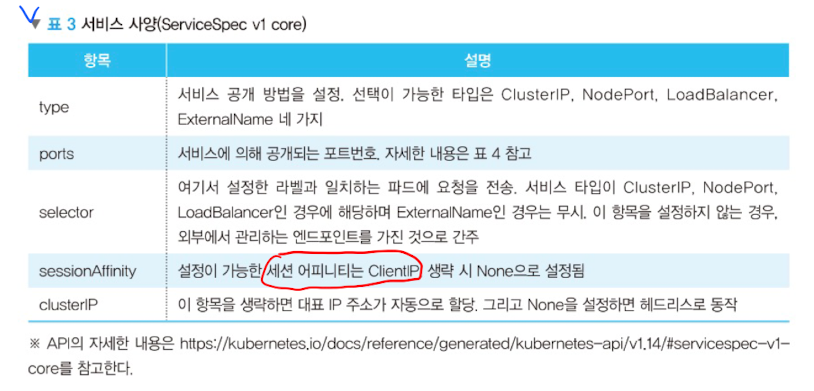 ▼ 표 3 서비스 사양(ServiceSpec v1 core)
항목 설명
type 서비스 공개 방법을 설정. 선택이 가능한 타입은 ClusterIP, NodePort, LoadBalancer,
ExternalName 네 가지
ports 서비스에 의해 공개되는 포트번호. 자세한 내용은 표 4 참고
selector 여기서 설정한 라벨과 일치하는 파드에 요청을 전송. 서비스 타입이 ClusterIP, NodePort,
LoadBalancer인 경우에 해당하며 ExternalName인 경우는 무시. 이 항목을 설정하지 않는 경우,
외부에서 관리하는 엔드포인트를 가진 것으로 간주
sessionAffinity 설정이 가능한 세션 어피니티는 ClientIP. 생략 시 None으로 설정됨
clusterIP 이 항목을 생략하면 대표 IP 주소가 자동으로 할당. 그리고 None을 설정하면 헤드리스로 동작
※ API의 자세한 내용은 https://kubernetes.io/docs/reference/generated/kubernetes-api/v1.14/#servicespec-v1-
core를 참고한다.